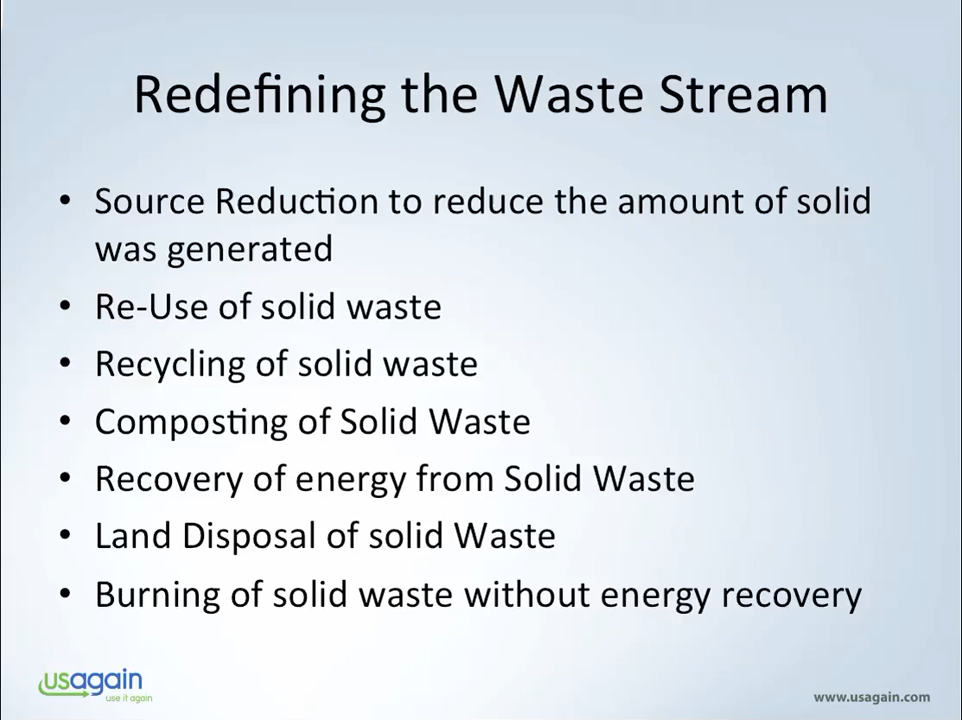 Redefining the Waste Stream
• Source Reduction to reduce the amount of solid
was generated
• Re-Use of solid waste
• Recycling of solid waste
• Composting of Solid Waste
• Recovery of energy from Solid Waste
• Land Disposal of solid Waste
• Burning of solid waste without energy recovery
usagain
use it again
www.usagain.com